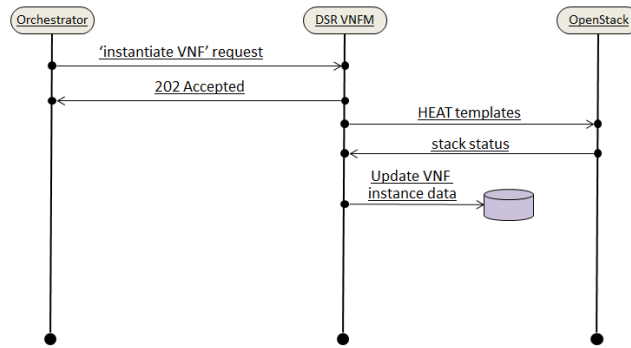 Orchestrator
DSR VNFM
OpenStack
‘instantiate VNF’ request
202 Accepted
HEAT templates
stack status
Update VNF
instance data